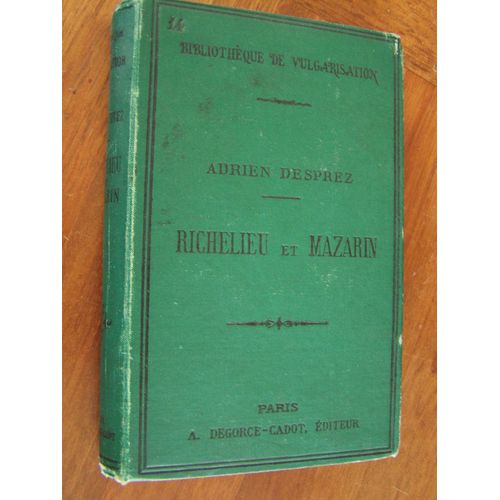 14
BIBLIOTHÈQUE DE VULGARISATION
ADRIEN DESPREZ
RICHELIEU ET MAZARIN
PARIS
A. DEGORCE-CADOT, ÉDITEUR